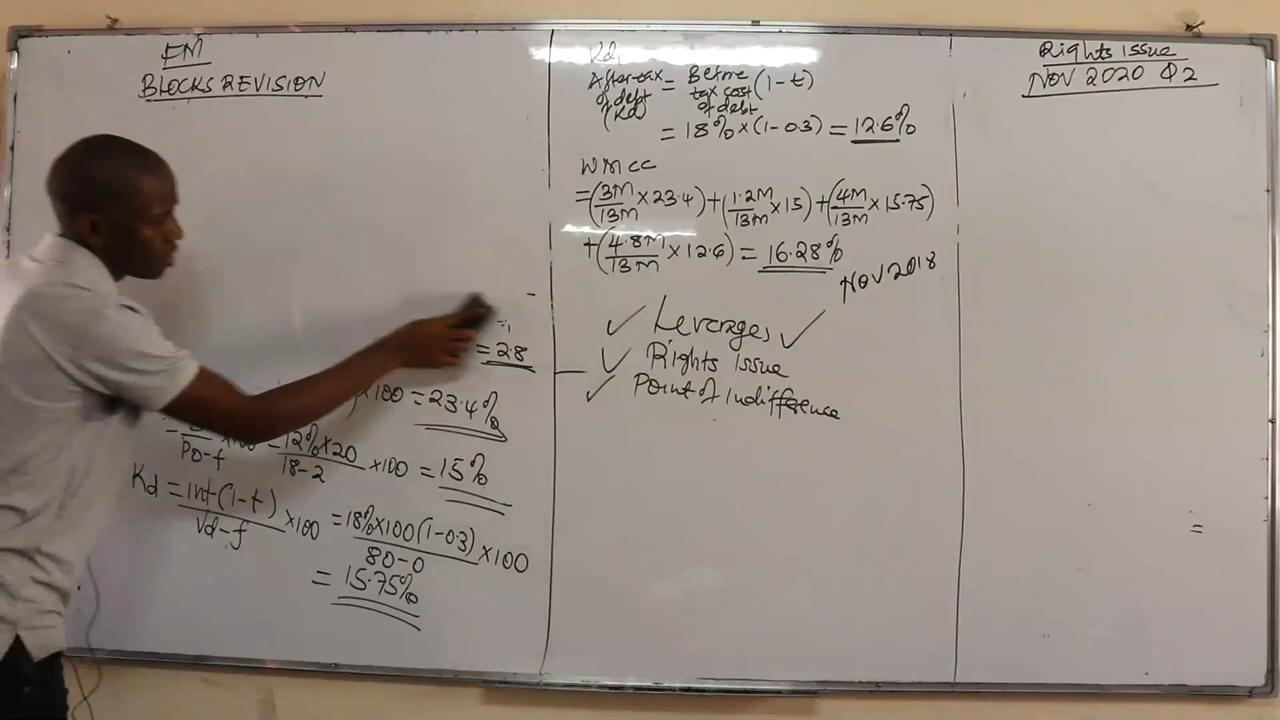 FM
BLOCKS REVISION
= 2.8
×100 = 23.4%
Po-f ×100 = 12%×20 / 18-2 ×100 = 15%
Kd = int(1-t) / Vd-f ×100 = 18%×100(1-0.3) / 80-0 ×100
= 15.75%
Kd
After-tax = Before (1-t)
of debt tax cost
(Kd) of debt
= 18% × (1-0.3) = 12.6%
WMCC
= (3M/13M × 23.4) + (1.2M/13M × 15) + (4M/13M × 15.75)
+ (4.8M/13M × 12.6) = 16.28%
NOV 2018
✓ Leverages ✓
✓ Rights Issue
✓ Point of Indifference
Rights Issue
NOV 2020 Q2
=